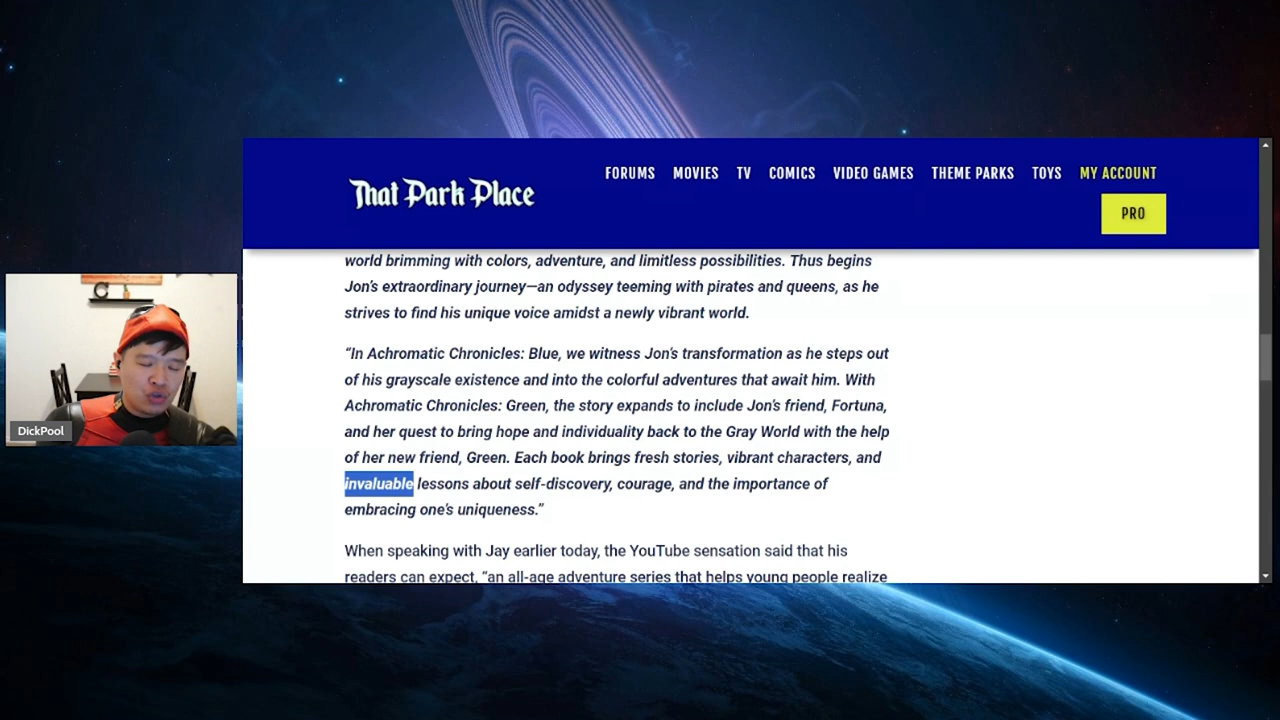 That Park Place
FORUMS MOVIES TV COMICS VIDEO GAMES THEME PARKS TOYS MY ACCOUNT
PRO
world brimming with colors, adventure, and limitless possibilities. Thus begins
Jon's extraordinary journey—an odyssey teeming with pirates and queens, as he
strives to find his unique voice amidst a newly vibrant world.
“In Achromatic Chronicles: Blue, we witness Jon's transformation as he steps out
of his grayscale existence and into the colorful adventures that await him. With
Achromatic Chronicles: Green, the story expands to include Jon's friend, Fortuna,
and her quest to bring hope and individuality back to the Gray World with the help
of her new friend, Green. Each book brings fresh stories, vibrant characters, and
invaluable lessons about self-discovery, courage, and the importance of
embracing one's uniqueness.”
When speaking with Jay earlier today, the YouTube sensation said that his
readers can expect, “an all-age adventure series that helps young people realize
DickPool